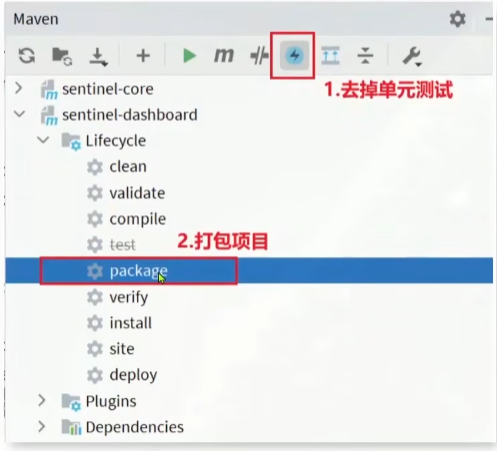 Maven
m
1.去掉单元测试
sentinel-core
sentinel-dashboard
Lifecycle
clean
validate
compile
test
2.打包项目
package
verify
install
site
deploy
Plugins
Dependencies